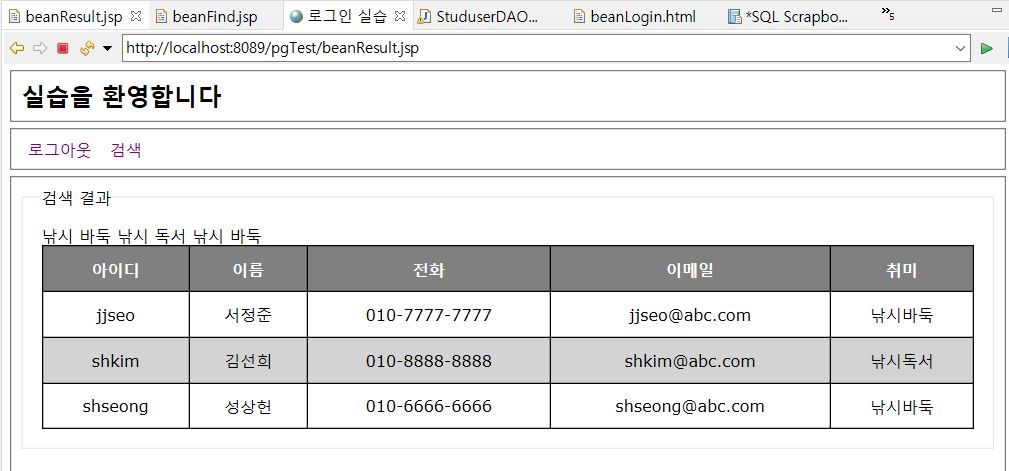 beanResult.jsp beanFind.jsp 로그인 실습 StuduserDAO... beanLogin.html *SQL Scrapbo... »5
http://localhost:8089/pgTest/beanResult.jsp
실습을 환영합니다
로그아웃 검색
검색 결과
낚시 바둑 낚시 독서 낚시 바둑
아이디 이름 전화 이메일 취미
jjseo 서정준 010-7777-7777 jjseo@abc.com 낚시바둑
shkim 김선희 010-8888-8888 shkim@abc.com 낚시독서
shseong 성상헌 010-6666-6666 shseong@abc.com 낚시바둑